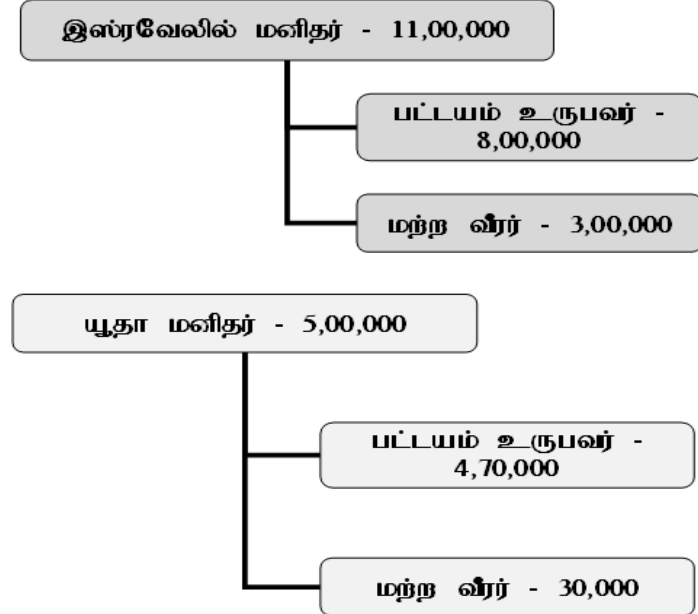 இஸ்ரவேலில் மனிதர் - 11,00,000
பட்டயம் உருபவர் -
8,00,000
மற்ற வீரர் - 3,00,000
யூதா மனிதர் - 5,00,000
பட்டயம் உருபவர் -
4,70,000
மற்ற வீரர் - 30,000